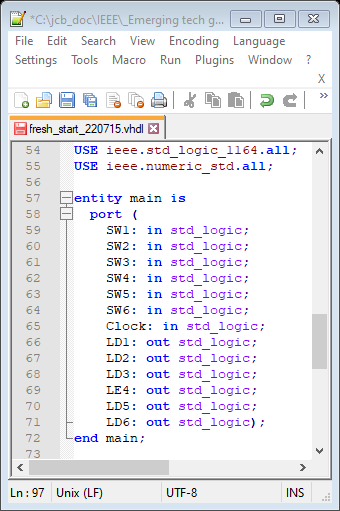 *C:\jcb_doc\IEEE\_Emerging tech g...
File Edit Search View Encoding Language
Settings Tools Macro Run Plugins Window ?
X
fresh_start_220715.vhdl
54 USE ieee.std_logic_1164.all;
55 USE ieee.numeric_std.all;
56
57 entity main is
58 port (
59 SW1: in std_logic;
60 SW2: in std_logic;
61 SW3: in std_logic;
62 SW4: in std_logic;
63 SW5: in std_logic;
64 SW6: in std_logic;
65 Clock: in std_logic;
66 LD1: out std_logic;
67 LD2: out std_logic;
68 LD3: out std_logic;
69 LE4: out std_logic;
70 LD5: out std_logic;
71 LD6: out std_logic);
72 end main;
73
Ln : 97 Unix (LF) UTF-8 INS